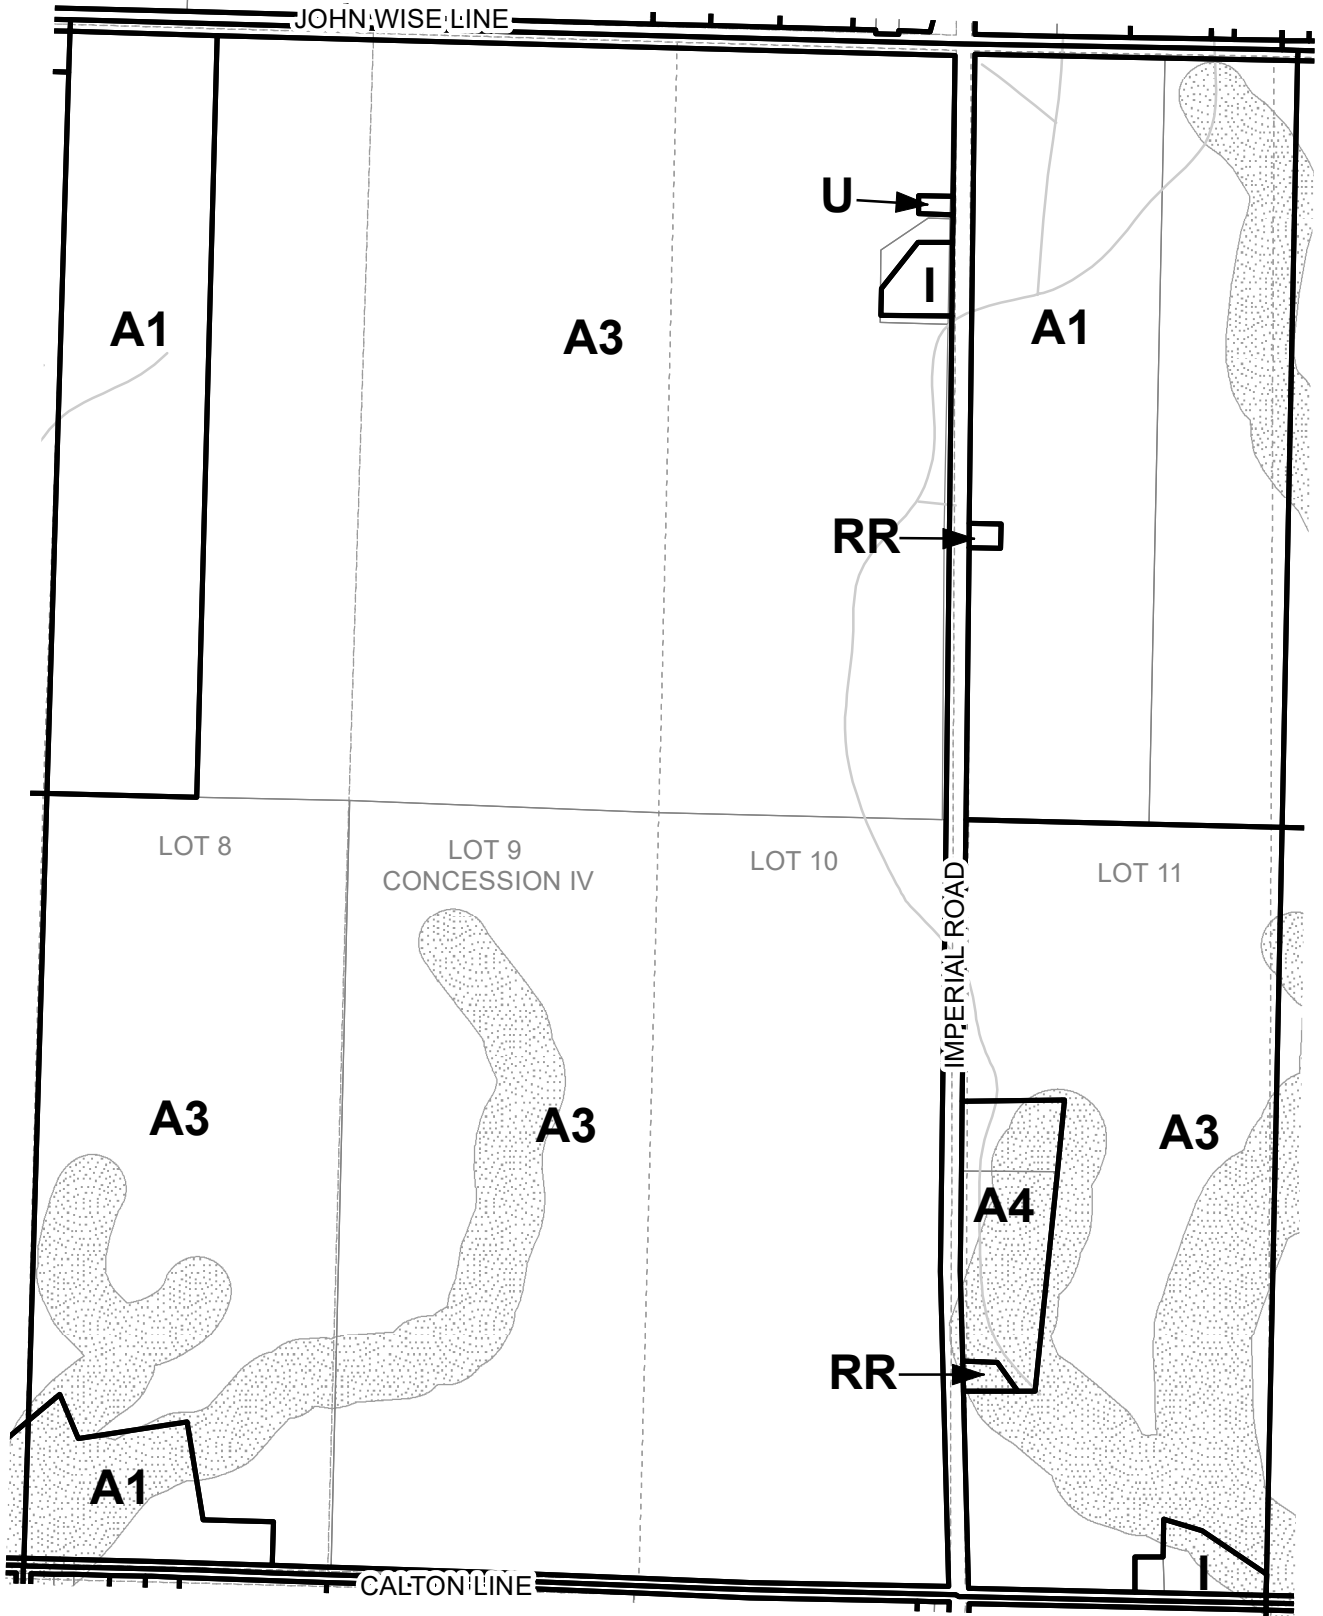 JOHN WISE LINE
U
I
A1
A3
A1
RR
LOT 8
LOT 9
CONCESSION IV
LOT 10
LOT 11
IMPERIAL ROAD
A3
A3
A3
A4
RR
A1
I
CALTON LINE